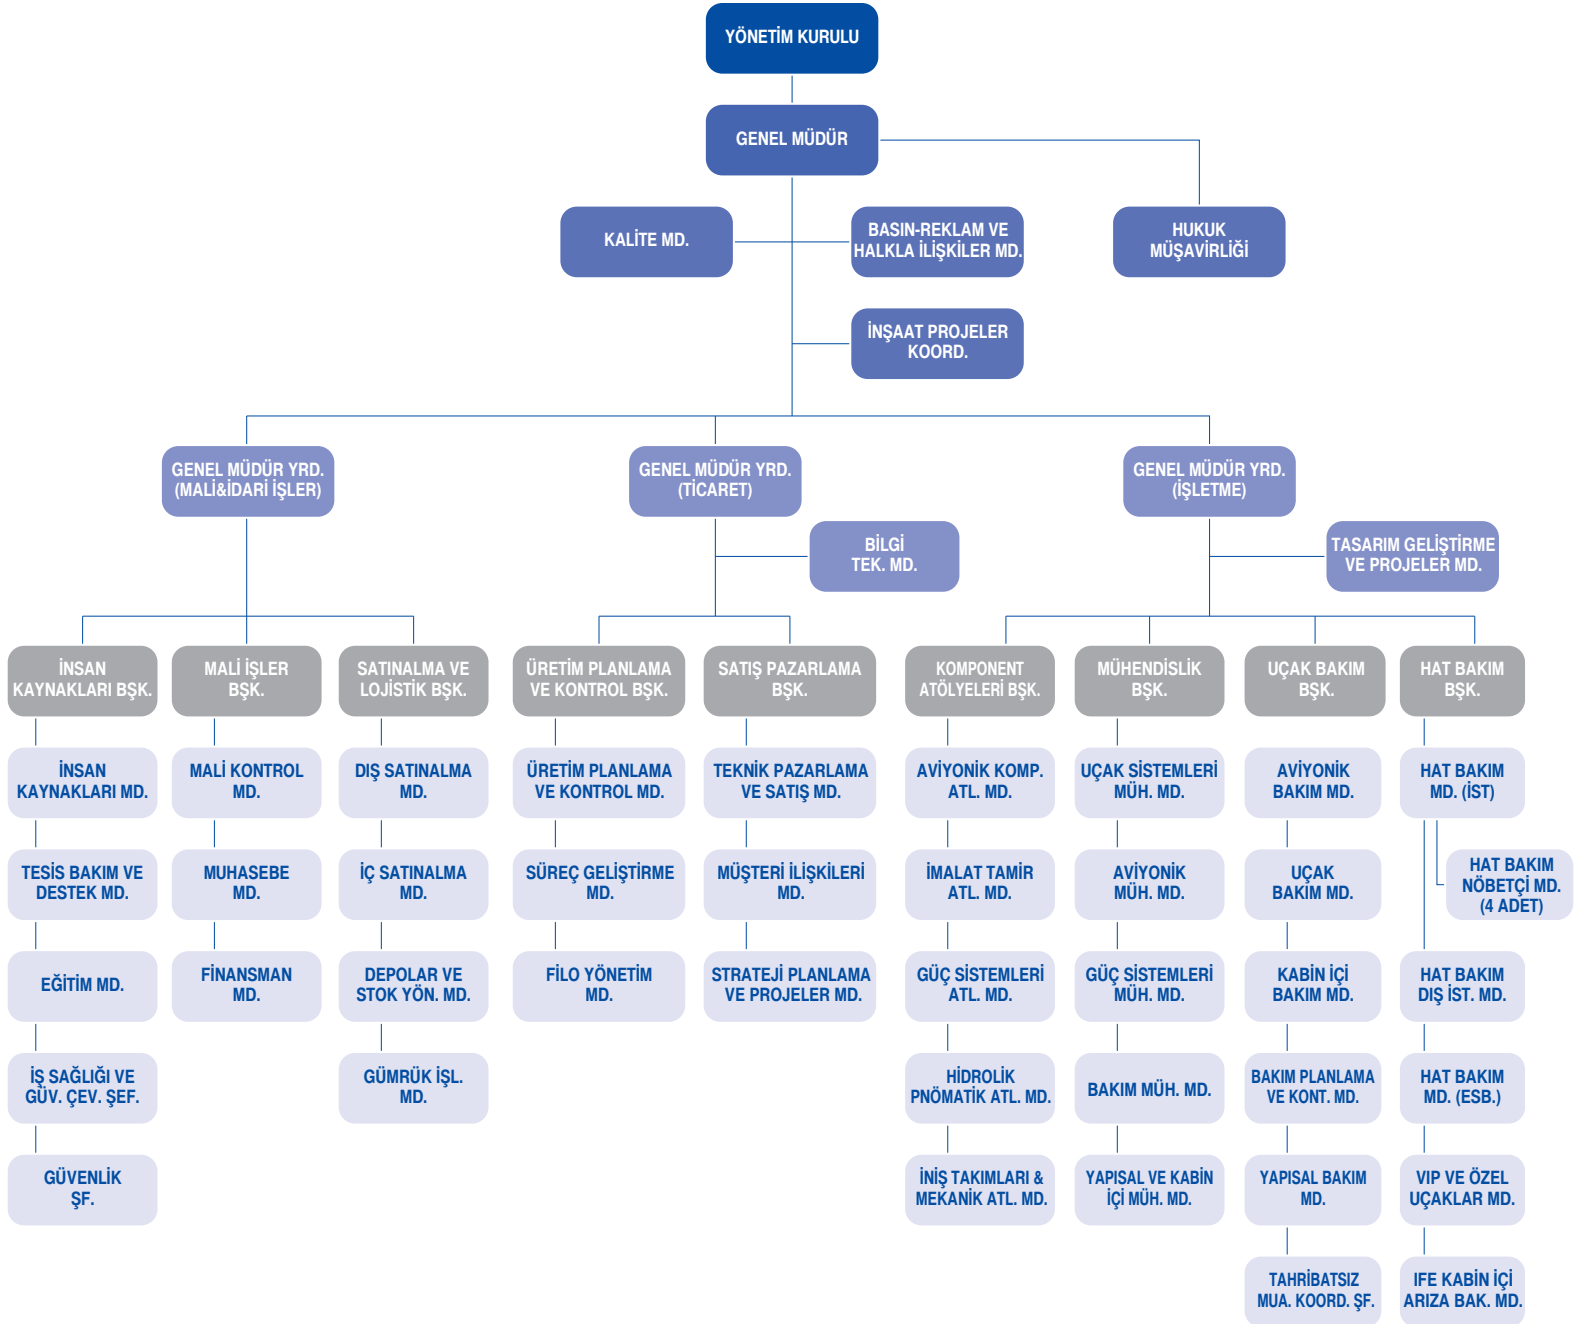 YÖNETİM KURULU
GENEL MÜDÜR
KALİTE MD.
BASIN-REKLAM VE
HALKLA İLİŞKİLER MD.
HUKUK
MÜŞAVİRLİĞİ
İNŞAAT PROJELER
KOORD.
GENEL MÜDÜR YRD.
(MALİ&İDARİ İŞLER)
GENEL MÜDÜR YRD.
(TİCARET)
GENEL MÜDÜR YRD.
(İŞLETME)
BİLGİ
TEK. MD.
TASARIM GELİŞTİRME
VE PROJELER MD.
İNSAN
KAYNAKLARI BŞK.
MALİ İŞLER
BŞK.
SATINALMA VE
LOJİSTİK BŞK.
ÜRETİM PLANLAMA
VE KONTROL BŞK.
SATIŞ PAZARLAMA
BŞK.
KOMPONENT
ATÖLYELERİ BŞK.
MÜHENDİSLİK
BŞK.
UÇAK BAKIM
BŞK.
HAT BAKIM
BŞK.
İNSAN
KAYNAKLARI MD.
MALİ KONTROL
MD.
DIŞ SATINALMA
MD.
ÜRETİM PLANLAMA
VE KONTROL MD.
TEKNİK PAZARLAMA
VE SATIŞ MD.
AVİYONİK KOMP.
ATL. MD.
UÇAK SİSTEMLERİ
MÜH. MD.
AVİYONİK
BAKIM MD.
HAT BAKIM
MD. (İST)
TESİS BAKIM VE
DESTEK MD.
MUHASEBE
MD.
İÇ SATINALMA
MD.
SÜREÇ GELİŞTİRME
MD.
MÜŞTERİ İLİŞKİLERİ
MD.
İMALAT TAMİR
ATL. MD.
AVİYONİK
MÜH. MD.
UÇAK
BAKIM MD.
HAT BAKIM
NÖBETÇİ MD.
(4 ADET)
EĞİTİM MD.
FİNANSMAN
MD.
DEPOLAR VE
STOK YÖN. MD.
FİLO YÖNETİM
MD.
STRATEJİ PLANLAMA
VE PROJELER MD.
GÜÇ SİSTEMLERİ
ATL. MD.
GÜÇ SİSTEMLERİ
MÜH. MD.
KABİN İÇİ
BAKIM MD.
HAT BAKIM
DIŞ İST. MD.
İŞ SAĞLIĞI VE
GÜV. ÇEV. ŞEF.
GÜMRÜK İŞL.
MD.
HİDROLİK
PNÖMATİK ATL. MD.
BAKIM MÜH. MD.
BAKIM PLANLAMA
VE KONT. MD.
HAT BAKIM
MD. (ESB.)
GÜVENLİK
ŞF.
İNİŞ TAKIMLARI &
MEKANİK ATL. MD.
YAPISAL VE KABİN
İÇİ MÜH. MD.
YAPISAL BAKIM
MD.
VIP VE ÖZEL
UÇAKLAR MD.
TAHRİBATSIZ
MUA. KOORD. ŞF.
IFE KABİN İÇİ
ARIZA BAK. MD.